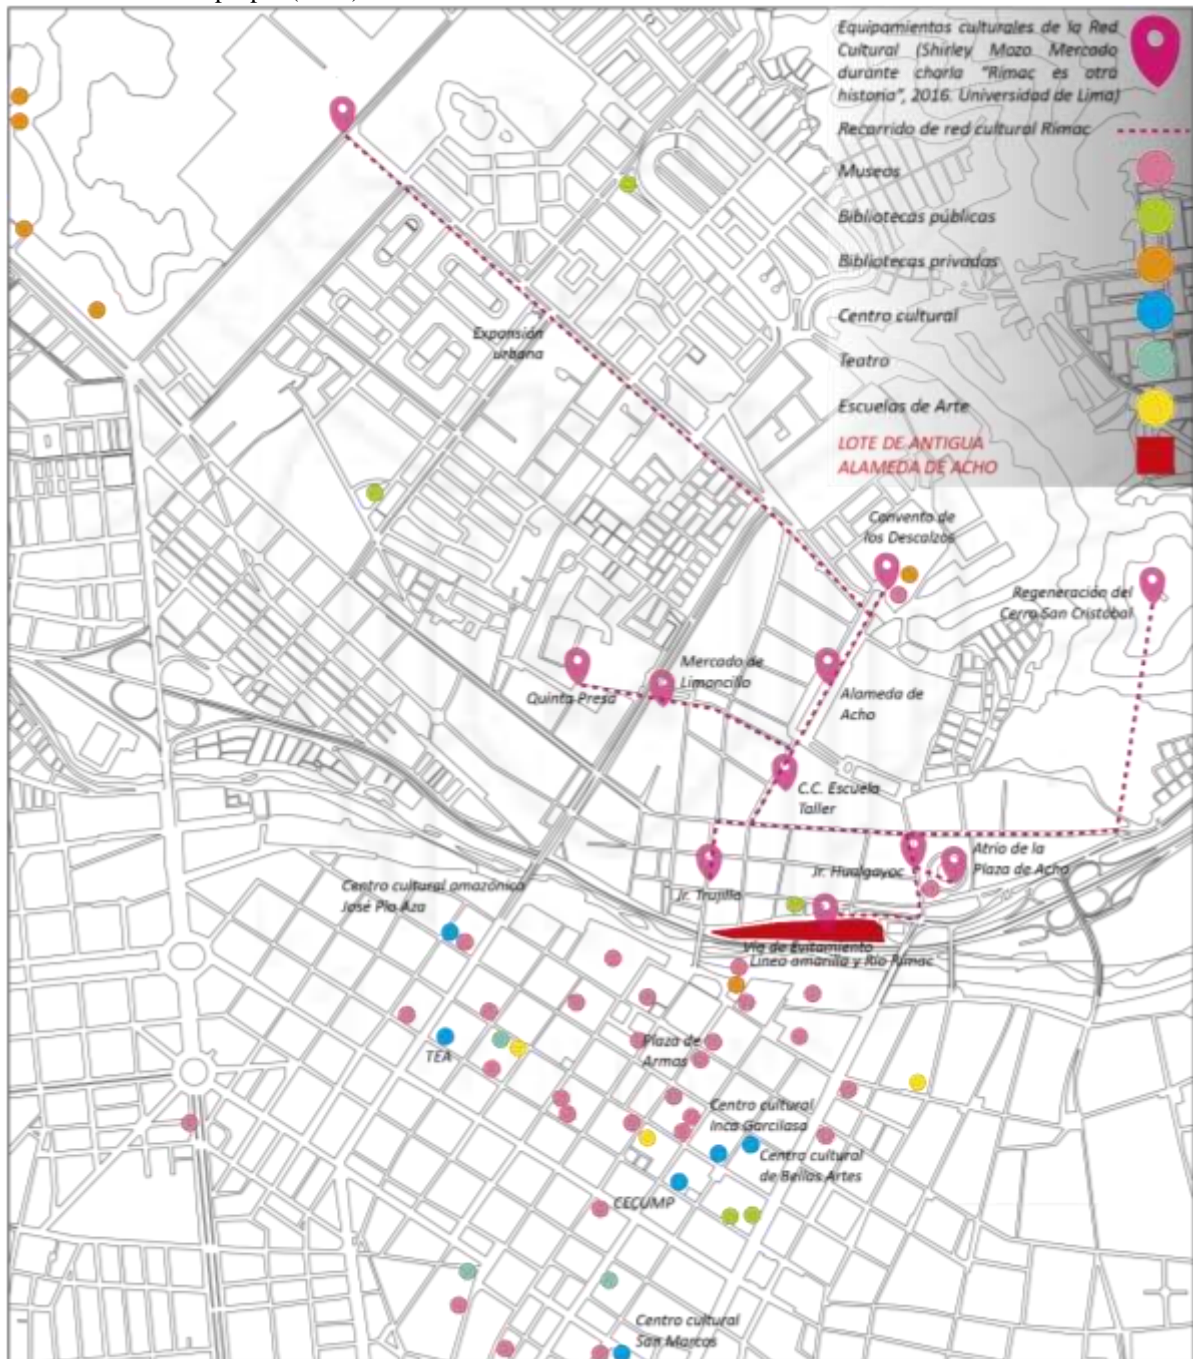 Equipamientos culturales de la Red
Cultural (Shirley Mozo Mercado
durante charla "Rímac es otra
historia", 2016. Universidad de Lima)
Recorrido de red cultural Rímac
Museos
Bibliotecas públicas
Bibliotecas privadas
Centro cultural
Teatro
Escuelas de Arte
LOTE DE ANTIGUA
ALAMEDA DE ACHO
Expansión
urbana
Convento de
los Descalzos
Regeneración del
Cerro San Cristóbal
Mercado de
Limoncillo
Quinta Presa
Alameda de
Acho
C.C. Escuela
Taller
Atrio de la
Plaza de Acho
Jr. Hualgayoc
Jr. Trujillo
Centro cultural amazónico
José Pío Aza
Vía de Evitamiento
Línea amarilla y Río Rímac
TEA
Plaza de
Armas
Centro cultural
Inca Garcilaso
Centro cultural
de Bellas Artes
CECUMP
Centro cultural
San Marcos